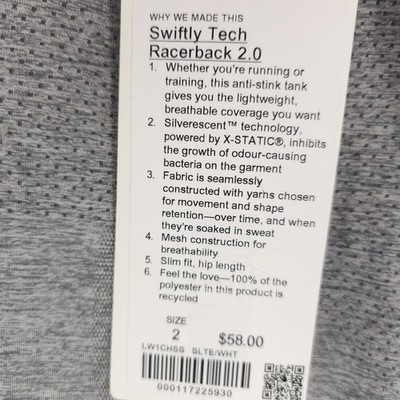 WHY WE MADE THIS
Swiftly Tech
Racerback 2.0
1. Whether you're running or
training, this anti-stink tank
gives you the lightweight,
breathable coverage you want
2. Silverescent™ technology,
powered by X-STATIC®, inhibits
the growth of odour-causing
bacteria on the garment
3. Fabric is seamlessly
constructed with yarns chosen
for movement and shape
retention—over time, and when
they're soaked in sweat
4. Mesh construction for
breathability
5. Slim fit, hip length
6. Feel the love—100% of the
polyester in this product is
recycled
SIZE
2 $58.00
LW1CHSS SLTE/WHT
000117225930